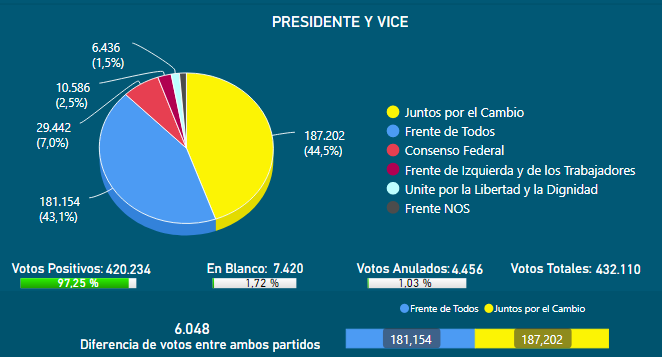 PRESIDENTE Y VICE
6.436
(1,5%)
10.586
(2,5%)
29.442
(7,0%)
181.154
(43,1%)
187.202
(44,5%)
Juntos por el Cambio
Frente de Todos
Consenso Federal
Frente de Izquierda y de los Trabajadores
Unite por la Libertad y la Dignidad
Frente NOS
Votos Positivos: 420.234
97,25 %
En Blanco: 7.420
1,72 %
Votos Anulados: 4.456
1,03 %
Votos Totales: 432.110
Frente de Todos Juntos por el Cambio
6.048
Diferencia de votos entre ambos partidos
181,154 187,202